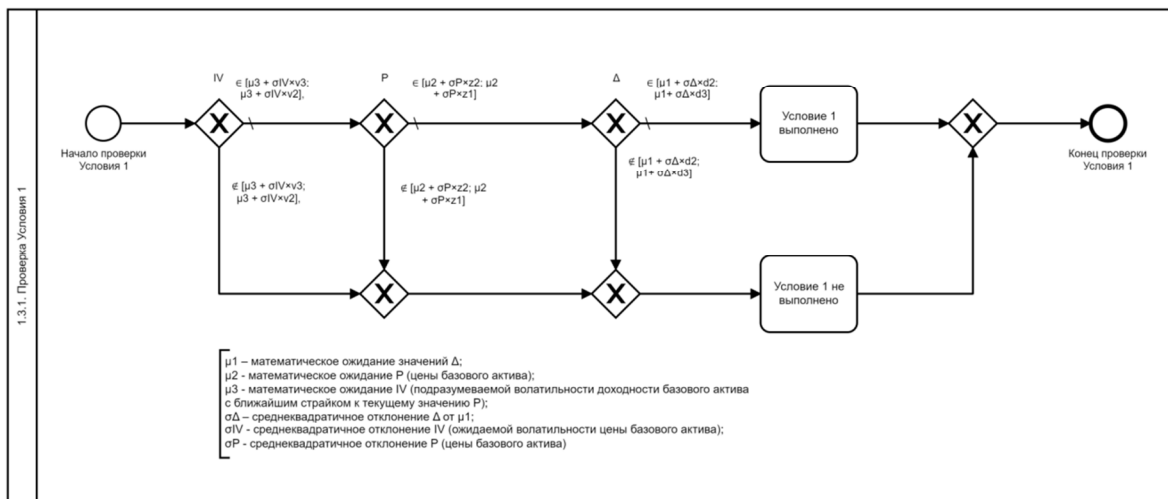 1.3.1. Проверка Условия 1
IV
∈ [μ3 + σIV×v3;
μ3 + σIV×v2],
P
∈ [μ2 + σP×z2; μ2
+ σP×z1]
Δ
∈ [μ1 + σΔ×d2;
μ1+ σΔ×d3]
Начало проверки
Условия 1
Условие 1
выполнено
Конец проверки
Условия 1
∉ [μ3 + σIV×v3;
μ3 + σIV×v2],
∉ [μ2 + σP×z2; μ2
+ σP×z1]
∉ [μ1 + σΔ×d2;
μ1+ σΔ×d3]
Условие 1 не
выполнено
μ1 – математическое ожидание значений Δ;
μ2 - математическое ожидание P (цены базового актива);
μ3 - математическое ожидание IV (подразумеваемой волатильности доходности базового актива
с ближайшим страйком к текущему значению P);
σΔ – среднеквадратичное отклонение Δ от μ1;
σIV - среднеквадратичное отклонение IV (ожидаемой волатильности цены базового актива);
σP - среднеквадратичное отклонение P (цены базового актива)